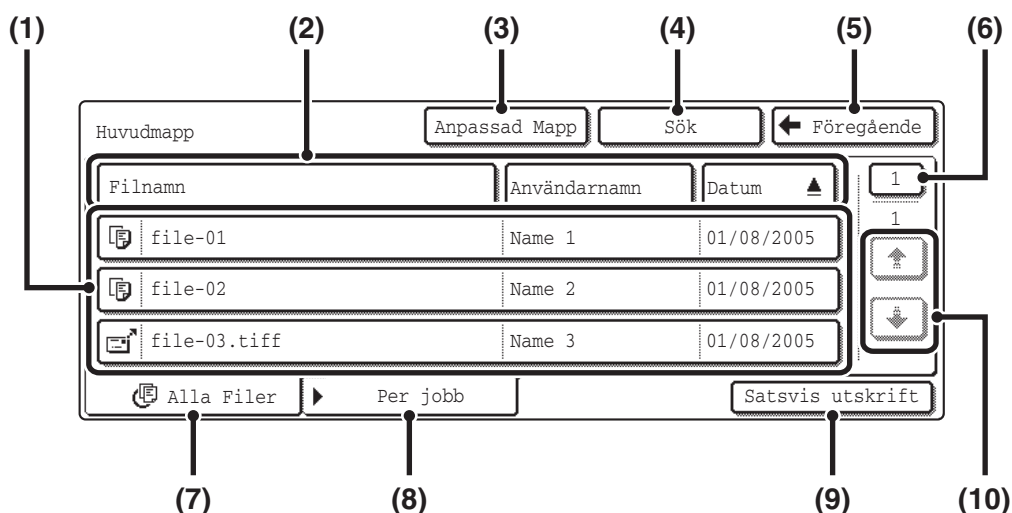 (1) (2) (3) (4) (5) (6)
Huvudmapp Anpassad Mapp Sök Föregående
Filnamn Användarnamn Datum 1
file-01 Name 1 01/08/2005 1
file-02 Name 2 01/08/2005
file-03.tiff Name 3 01/08/2005
Alla Filer Per jobb Satsvis utskrift
(7) (8) (9) (10)